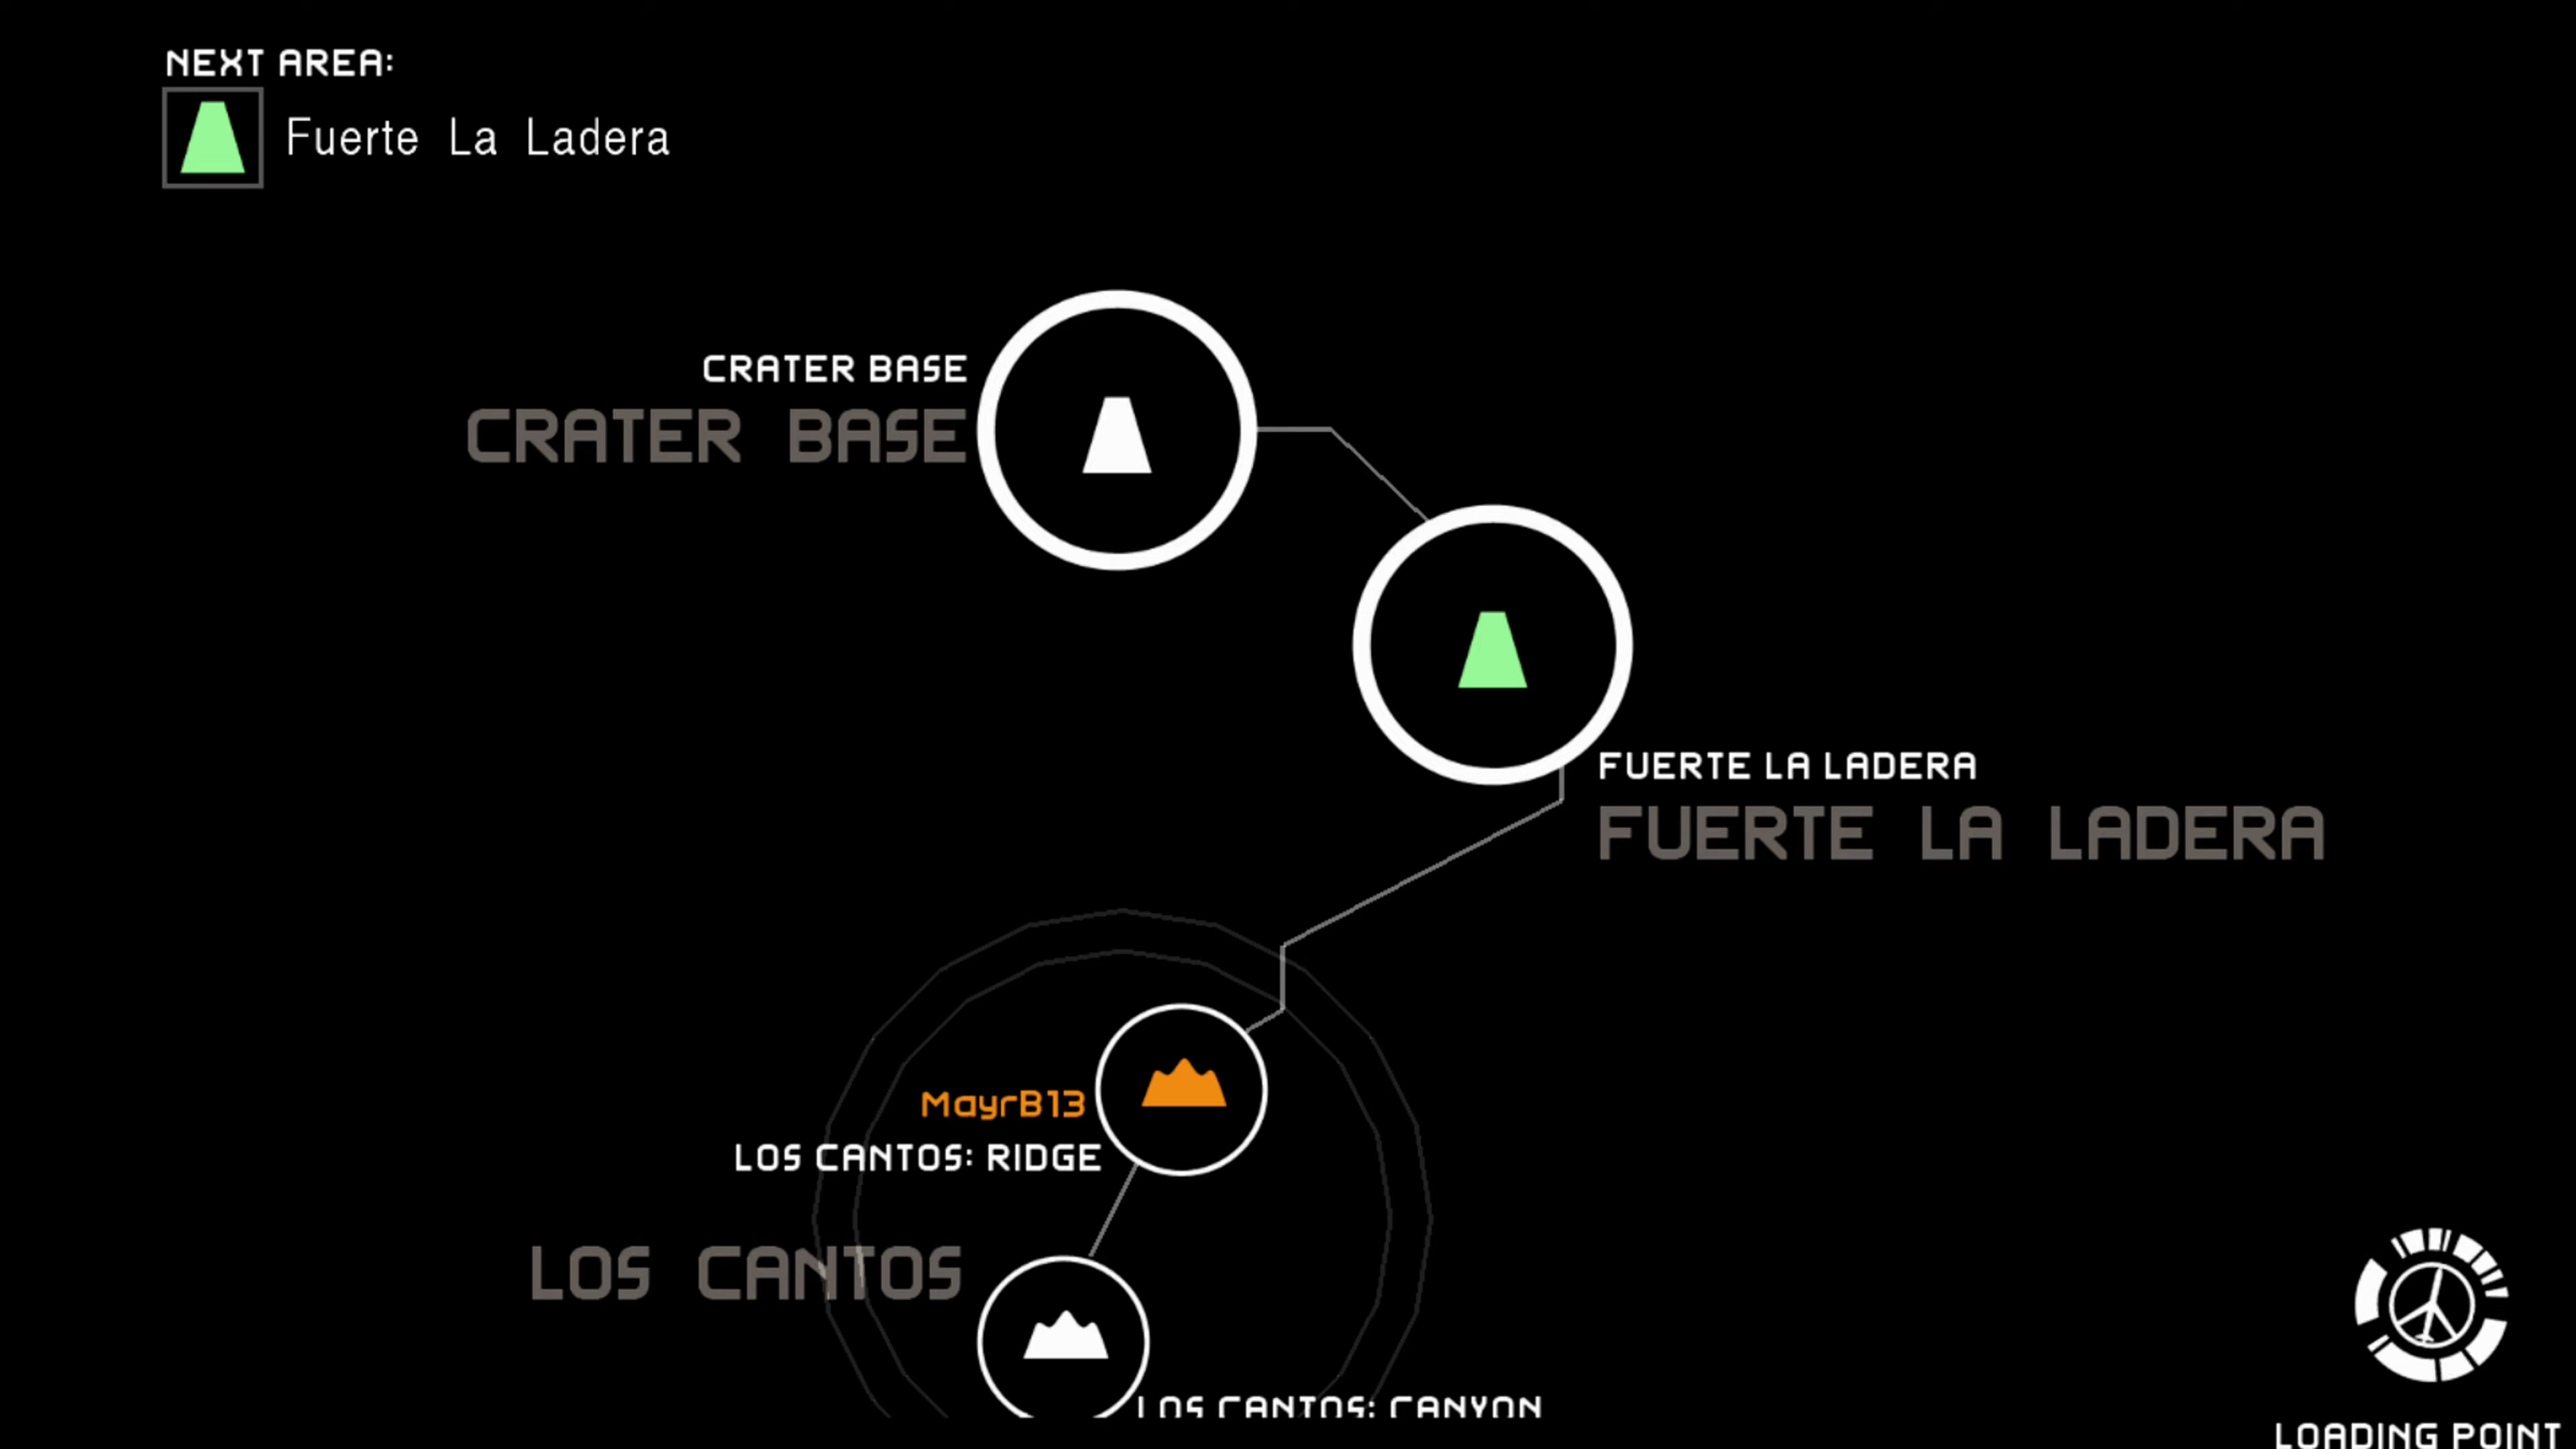 NEXT AREA:
Fuerte La Ladera
CRATER BASE
CRATER BASE
FUERTE LA LADERA
FUERTE LA LADERA
MayrB13
LOS CANTOS: RIDGE
LOS CANTOS
LOS CANTOS: CANYON
LOADING POINT